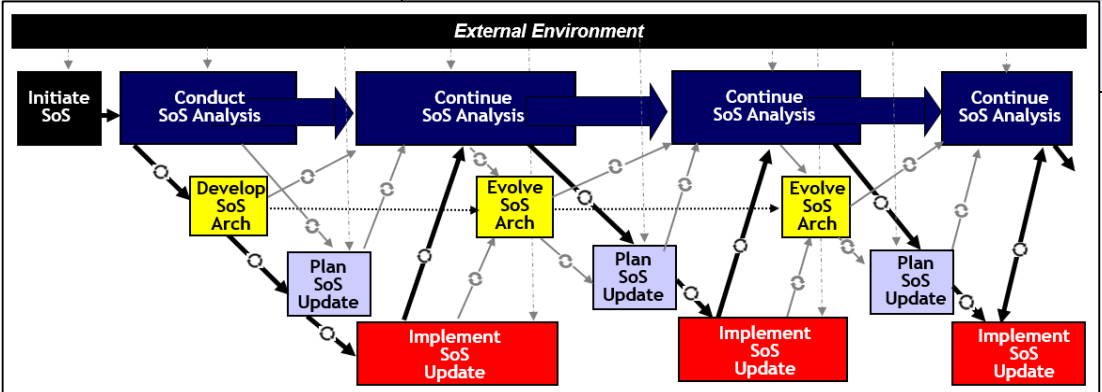 External Environment
Initiate
SoS
Conduct
SoS Analysis
Continue
SoS Analysis
Continue
SoS Analysis
Continue
SoS Analysis
Develop
SoS
Arch
Evolve
SoS
Arch
Evolve
SoS
Arch
Plan
SoS
Update
Plan
SoS
Update
Plan
SoS
Update
Implement
SoS
Update
Implement
SoS
Update
Implement
SoS
Update